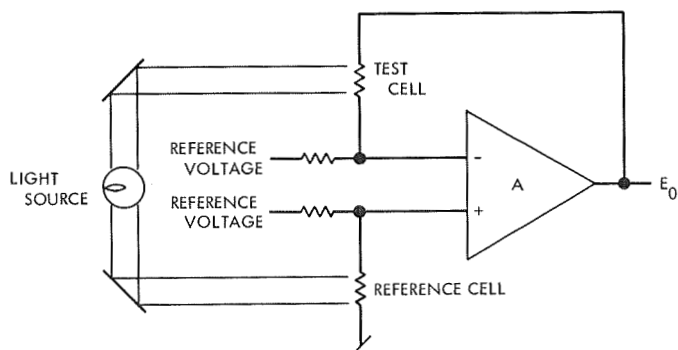 TEST
CELL
REFERENCE
VOLTAGE
-
LIGHT
SOURCE
A
E0
REFERENCE
VOLTAGE
+
REFERENCE CELL